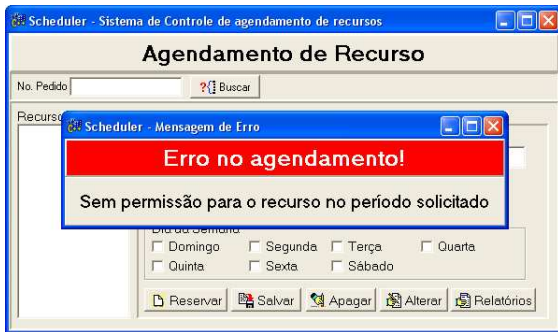 Scheduler - Sistema de Controle de agendamento de recursos
Agendamento de Recurso
No. Pedido
?{} Buscar
Recurso
Scheduler - Mensagem de Erro
Erro no agendamento!
Sem permissão para o recurso no período solicitado
Dia da Semana
Domingo Segunda Terça Quarta
Quinta Sexta Sábado
Reservar Salvar Apagar Alterar Relatórios